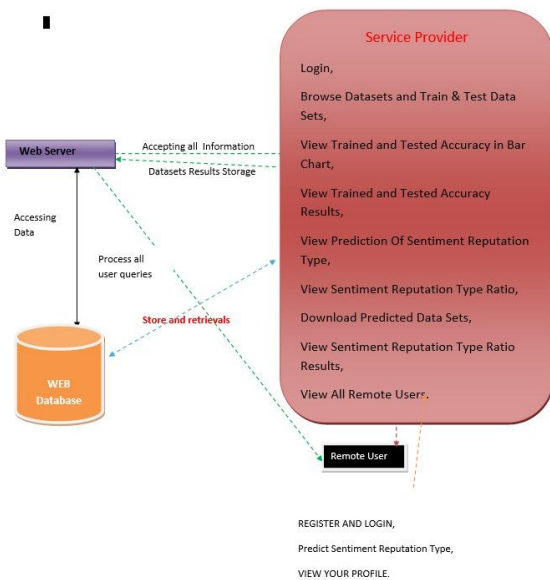 Service Provider
Login,
Browse Datasets and Train & Test Data
Sets,
View Trained and Tested Accuracy in Bar
Chart,
View Trained and Tested Accuracy
Results,
View Prediction Of Sentiment Reputation
Type,
View Sentiment Reputation Type Ratio,
Download Predicted Data Sets,
View Sentiment Reputation Type Ratio
Results,
View All Remote Users.
Web Server
Accepting all Information
Datasets Results Storage
Accessing
Data
Process all
user queries
Store and retrievals
WEB
Database
Remote User
REGISTER AND LOGIN,
Predict Sentiment Reputation Type,
VIEW YOUR PROFILE.